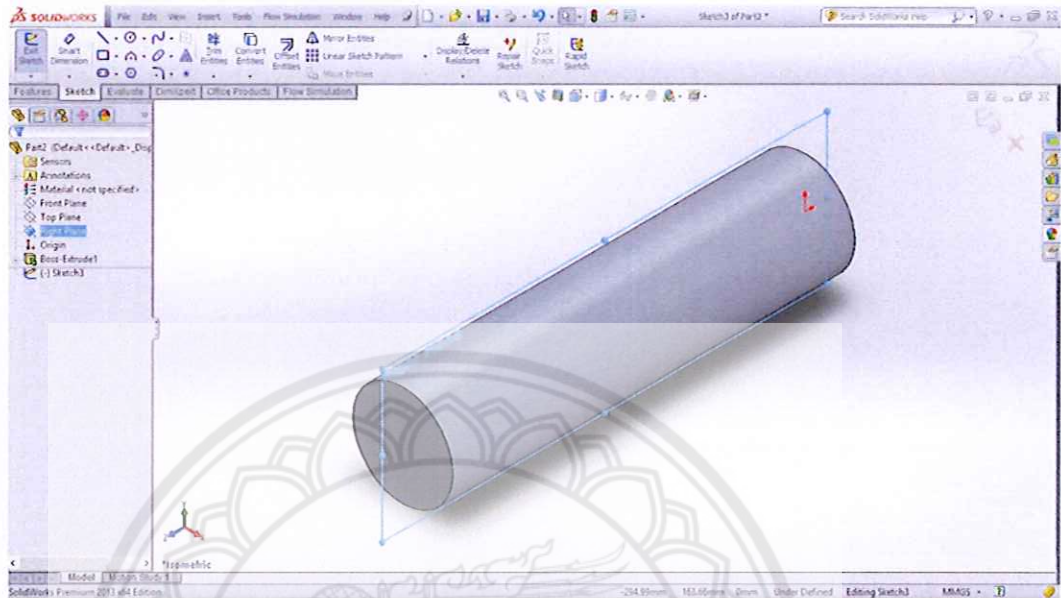 SOLIDWORKS File Edit View Insert Tools Flow Simulation Window Help Sketch3 of Part2 *
Exit Sketch Smart Dimension Trim Entities Convert Entities Offset Entities Mirror Entities Linear Sketch Pattern Move Entities Display/Delete Relations Repair Sketch Quick Snaps Rapid Sketch
Features Sketch Evaluate DimXpert Office Products Flow Simulation
Part2 (Default<<Default>_Disp
Sensors
Annotations
Material <not specified>
Front Plane
Top Plane
Right Plane
Origin
Boss-Extrude1
(-) Sketch3
*Isometric
Model Motion Study 1
SolidWorks Premium 2013 x64 Edition -294.99mm 0mm Under Defined Editing Sketch3 MMGS